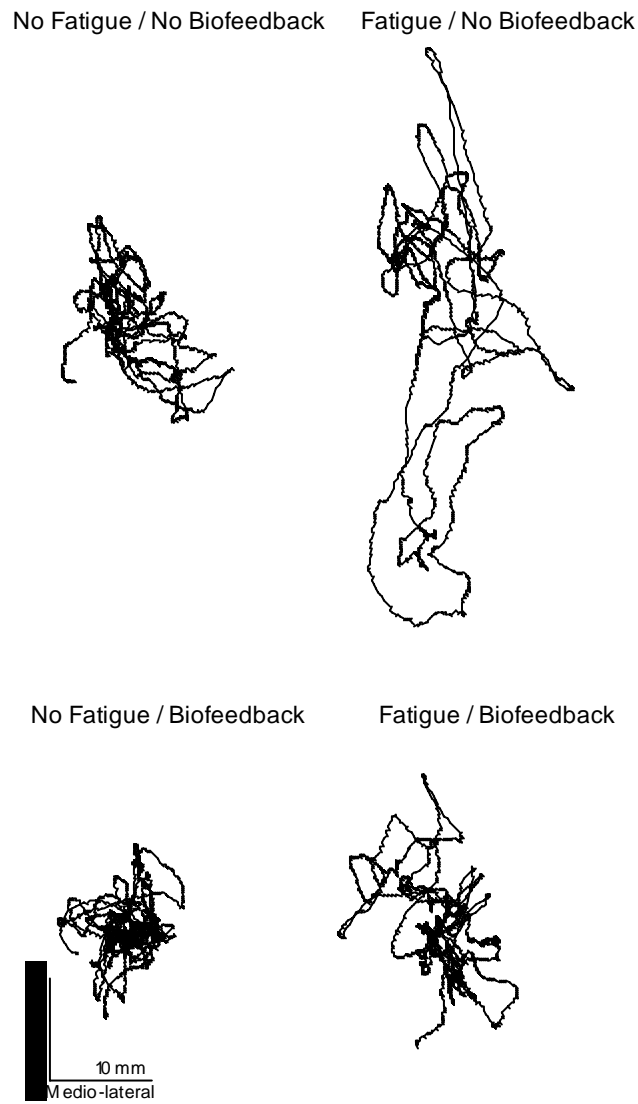 No Fatigue / No Biofeedback
Fatigue / No Biofeedback
No Fatigue / Biofeedback
Fatigue / Biofeedback
10 mm
Medio-lateral